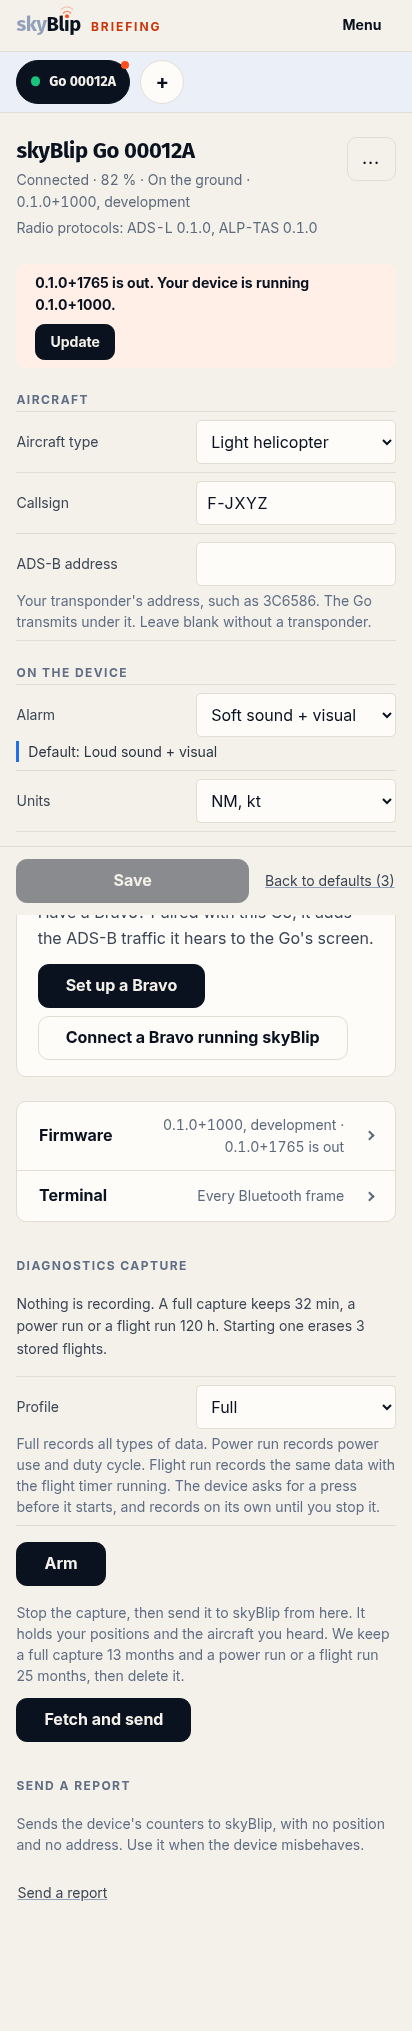 skyBlip BRIEFING
Menu
Go 00012A
+
skyBlip Go 00012A
...
Connected · 82 % · On the ground ·
0.1.0+1000, development
Radio protocols: ADS-L 0.1.0, ALP-TAS 0.1.0
0.1.0+1765 is out. Your device is running
0.1.0+1000.
Update
AIRCRAFT
Aircraft type
Light helicopter
Callsign
F-JXYZ
ADS-B address
Your transponder's address, such as 3C6586. The Go
transmits under it. Leave blank without a transponder.
ON THE DEVICE
Alarm
Soft sound + visual
Default: Loud sound + visual
Units
NM, kt
Save
Back to defaults (3)
Have a Bravo? Paired with this Go, it adds
the ADS-B traffic it hears to the Go's screen.
Set up a Bravo
Connect a Bravo running skyBlip
Firmware
0.1.0+1000, development ·
0.1.0+1765 is out
Terminal
Every Bluetooth frame
DIAGNOSTICS CAPTURE
Nothing is recording. A full capture keeps 32 min, a
power run or a flight run 120 h. Starting one erases 3
stored flights.
Profile
Full
Full records all types of data. Power run records power
use and duty cycle. Flight run records the same data with
the flight timer running. The device asks for a press
before it starts, and records on its own until you stop it.
Arm
Stop the capture, then send it to skyBlip from here. It
holds your positions and the aircraft you heard. We keep
a full capture 13 months and a power run or a flight run
25 months, then delete it.
Fetch and send
SEND A REPORT
Sends the device's counters to skyBlip, with no position
and no address. Use it when the device misbehaves.
Send a report